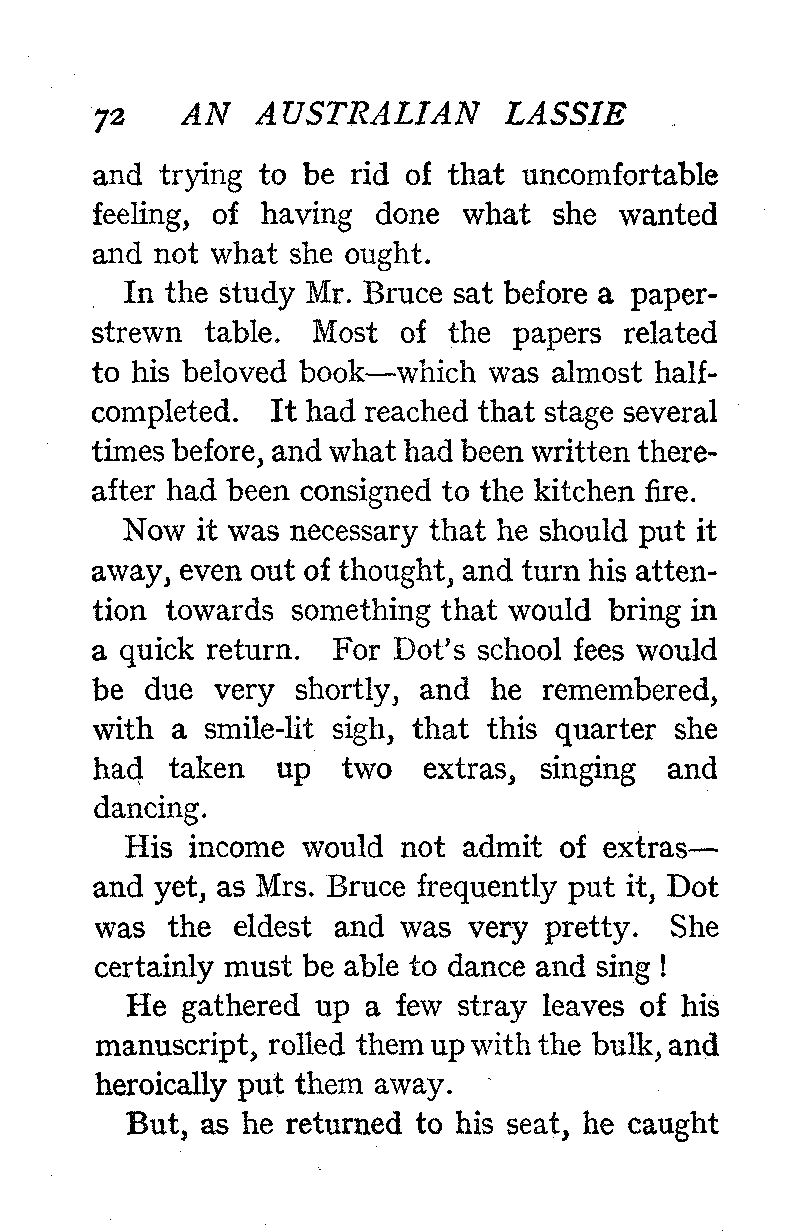 72 AN AUSTRALIAN LASSIE
and trying to be rid of that uncomfortable
feeling, of having done what she wanted
and not what she ought.
In the study Mr. Bruce sat before a paper-
strewn table. Most of the papers related
to his beloved book—which was almost half-
completed. It had reached that stage several
times before, and what had been written there-
after had been consigned to the kitchen fire.
Now it was necessary that he should put it
away, even out of thought, and turn his atten-
tion towards something that would bring in
a quick return. For Dot's school fees would
be due very shortly, and he remembered,
with a smile-lit sigh, that this quarter she
had taken up two extras, singing and
dancing.
His income would not admit of extras—
and yet, as Mrs. Bruce frequently put it, Dot
was the eldest and was very pretty. She
certainly must be able to dance and sing !
He gathered up a few stray leaves of his
manuscript, rolled them up with the bulk, and
heroically put them away.
But, as he returned to his seat, he caught